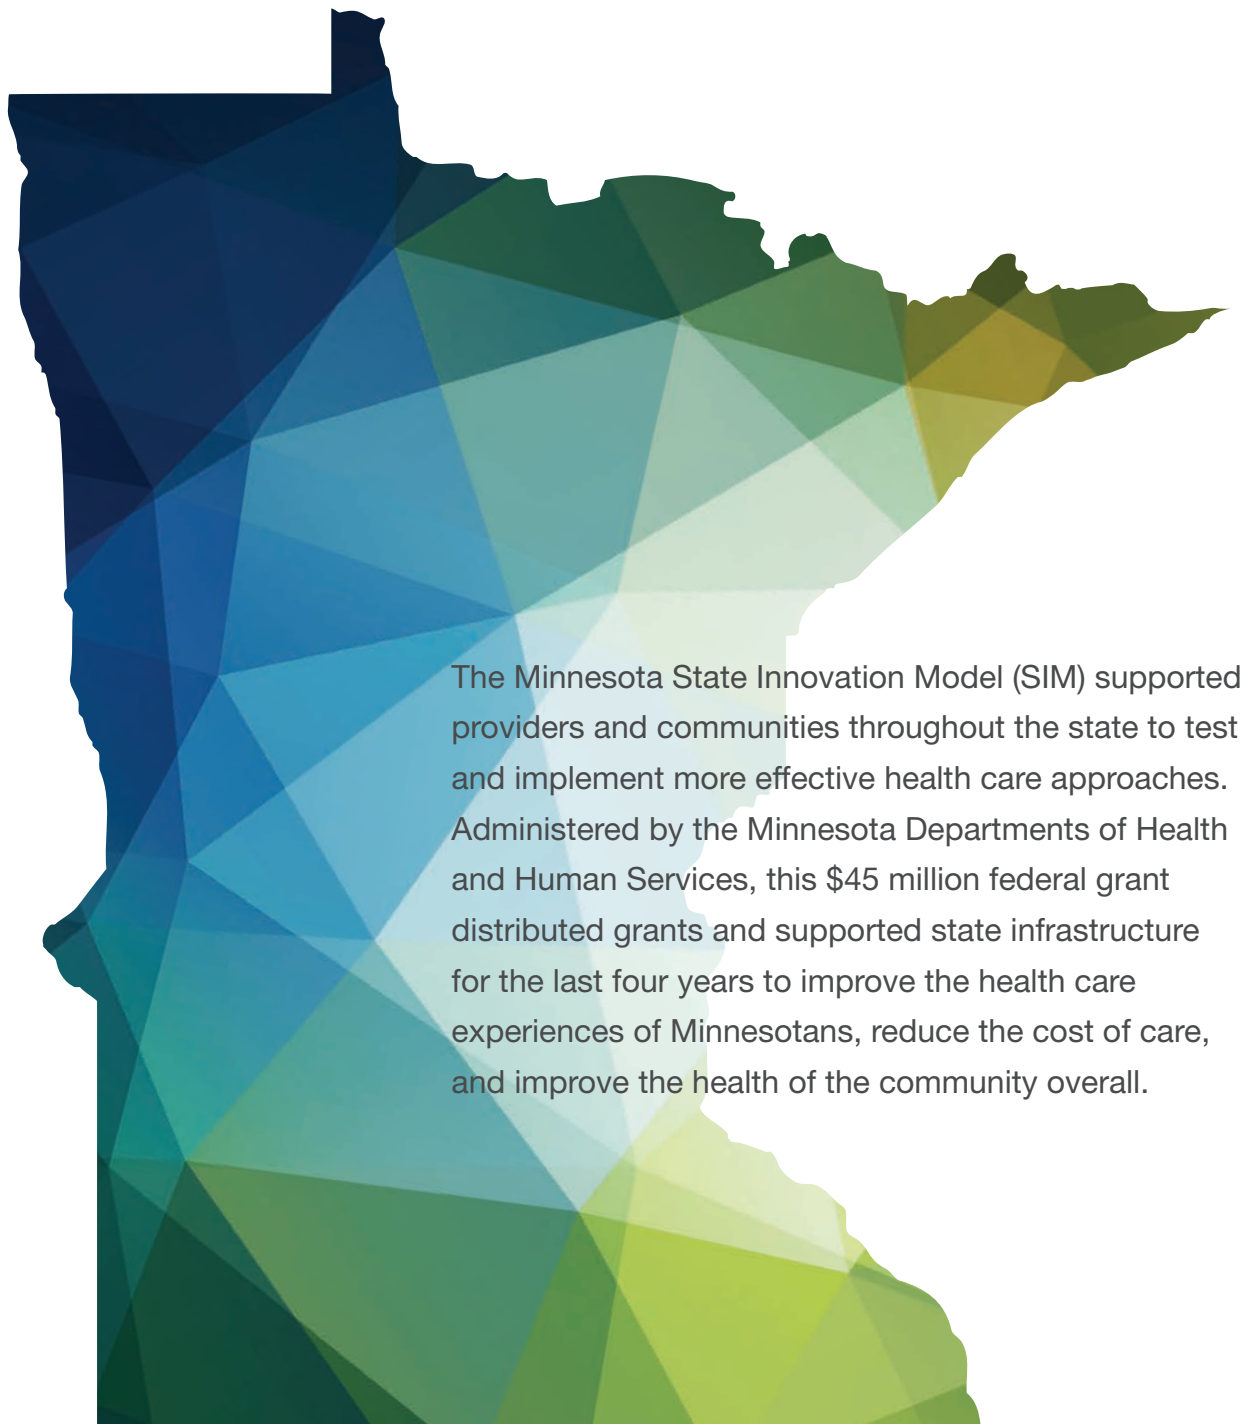 The Minnesota State Innovation Model (SIM) supported
providers and communities throughout the state to test
and implement more effective health care approaches.
Administered by the Minnesota Departments of Health
and Human Services, this $45 million federal grant
distributed grants and supported state infrastructure
for the last four years to improve the health care
experiences of Minnesotans, reduce the cost of care,
and improve the health of the community overall.